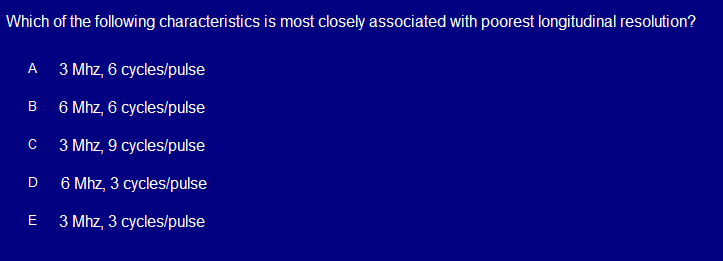 Which of the following characteristics is most closely associated with poorest longitudinal resolution?
A 3 Mhz, 6 cycles/pulse
B 6 Mhz, 6 cycles/pulse
C 3 Mhz, 9 cycles/pulse
D 6 Mhz, 3 cycles/pulse
E 3 Mhz, 3 cycles/pulse